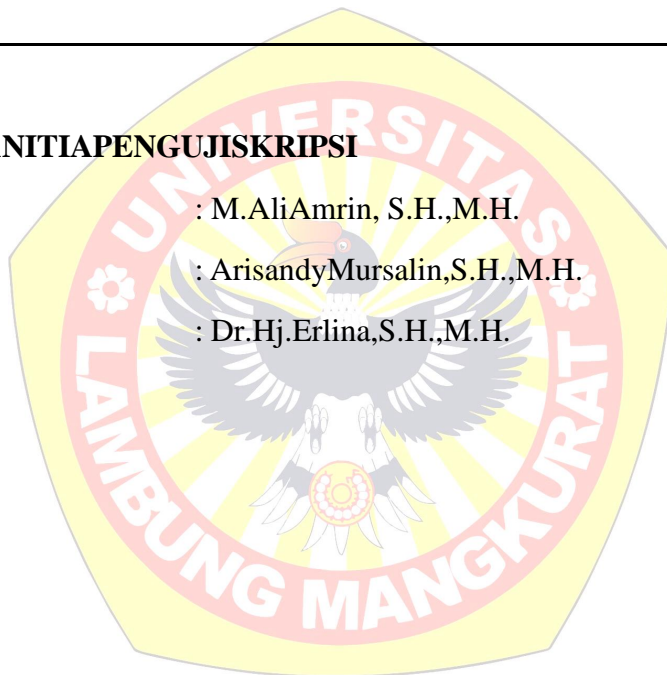 NITIAPENGUJISKRIPSI
: M.AliAmrin, S.H.,M.H.
: ArisandyMursalin,S.H.,M.H.
: Dr.Hj.Erlina,S.H.,M.H.
UNIVERSITAS
LAMBUNG MANGKURAT